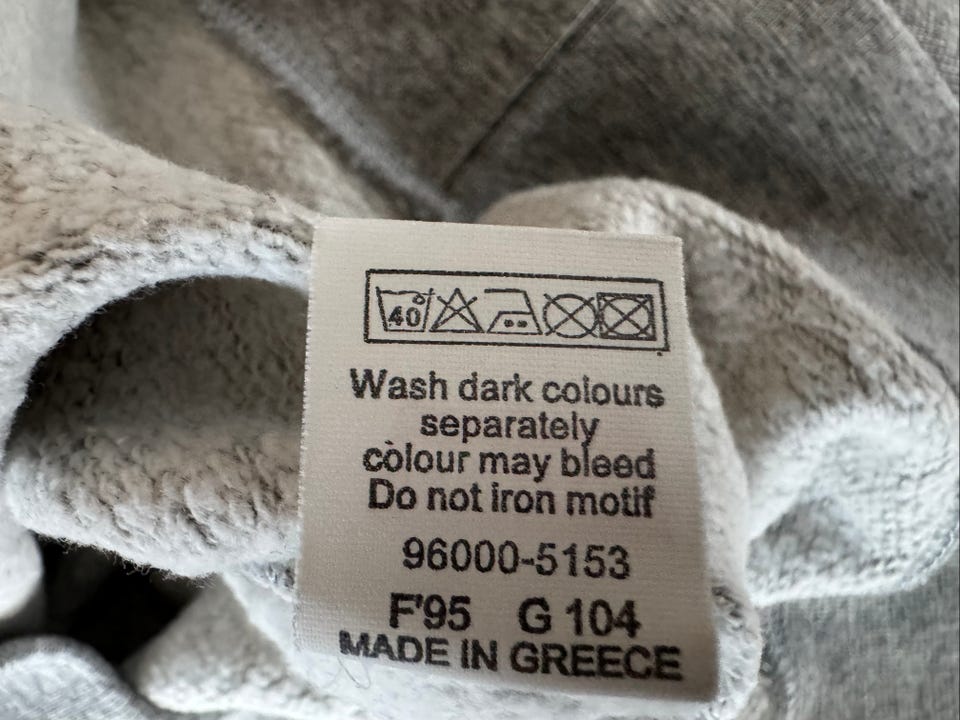 40°
Wash dark colours
separately
colour may bleed
Do not iron motif
96000-5153
F'95 G 104
MADE IN GREECE